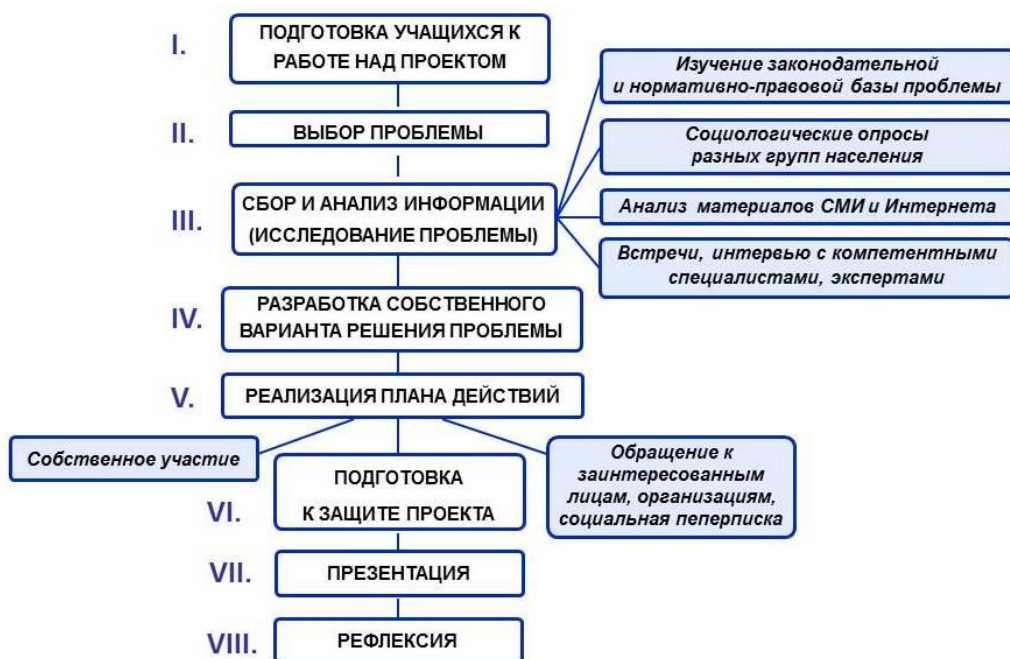 I.
ПОДГОТОВКА УЧАЩИХСЯ К
РАБОТЕ НАД ПРОЕКТОМ
II.
ВЫБОР ПРОБЛЕМЫ
III.
СБОР И АНАЛИЗ ИНФОРМАЦИИ
(ИССЛЕДОВАНИЕ ПРОБЛЕМЫ)
Изучение законодательной
и нормативно-правовой базы проблемы
Социологические опросы
разных групп населения
Анализ материалов СМИ и Интернета
Встречи, интервью с компетентными
специалистами, экспертами
IV.
РАЗРАБОТКА СОБСТВЕННОГО
ВАРИАНТА РЕШЕНИЯ ПРОБЛЕМЫ
V.
РЕАЛИЗАЦИЯ ПЛАНА ДЕЙСТВИЙ
Собственное участие
Обращение к
заинтересованным
лицам, организациям,
социальная пеперписка
VI.
ПОДГОТОВКА
К ЗАЩИТЕ ПРОЕКТА
VII.
ПРЕЗЕНТАЦИЯ
VIII.
РЕФЛЕКСИЯ